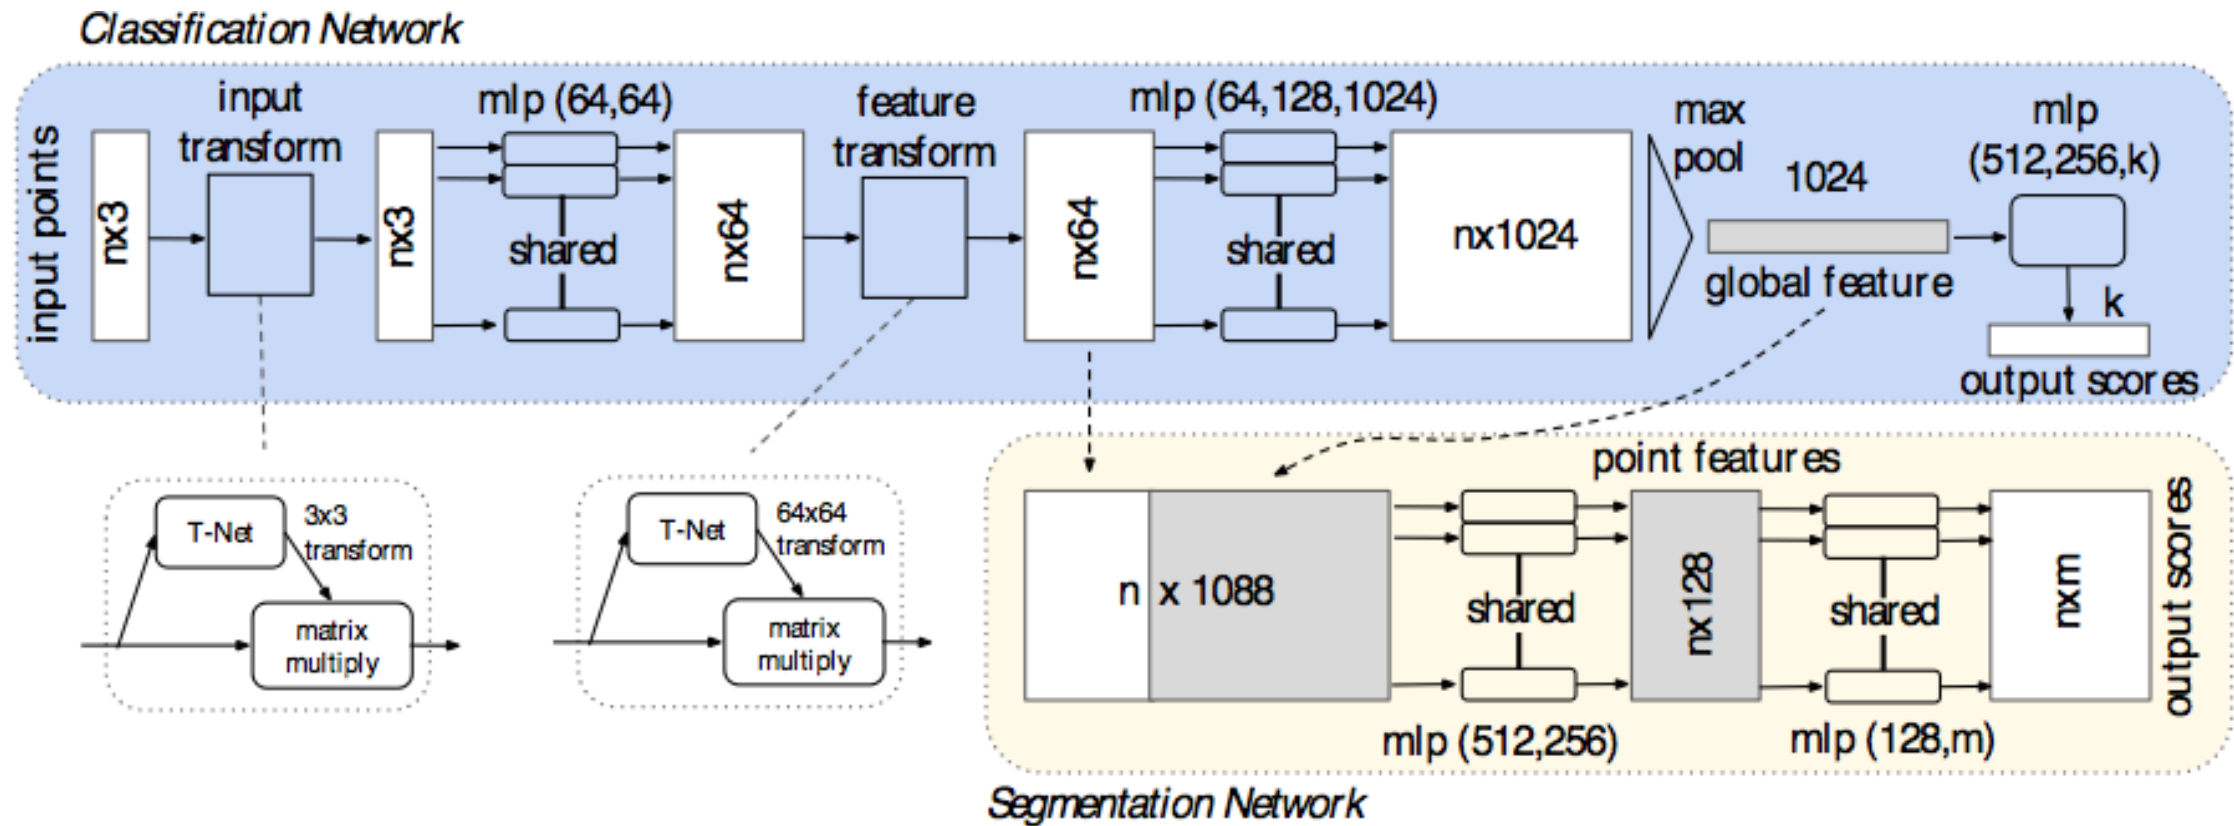 Classification Network
input points
nx3
input
transform
nx3
mlp (64,64)
shared
nx64
feature
transform
nx64
mlp (64,128,1024)
shared
nx1024
max
pool
1024
global feature
mlp
(512,256,k)
k
output scores
T-Net
3x3
transform
matrix
multiply
T-Net
64x64
transform
matrix
multiply
point features
n x 1088
shared
mlp (512,256)
nx128
shared
mlp (128,m)
nxm
output scores
Segmentation Network